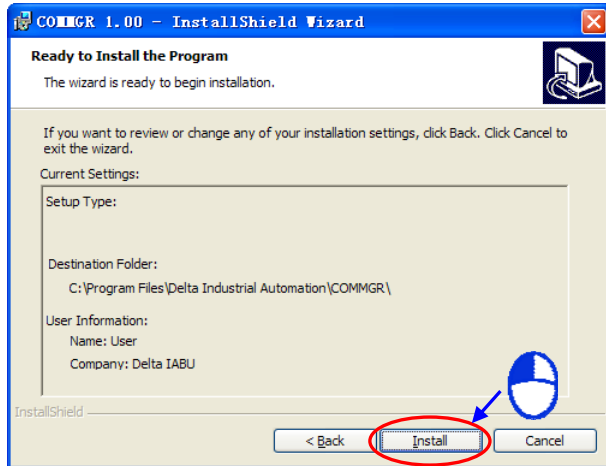 COMMGR 1.00 - InstallShield Wizard
Ready to Install the Program
The wizard is ready to begin installation.
If you want to review or change any of your installation settings, click Back. Click Cancel to
exit the wizard.
Current Settings:
Setup Type:
Destination Folder:
C:\Program Files\Delta Industrial Automation\COMMGR\
User Information:
Name: User
Company: Delta IABU
InstallShield
< Back
Install
Cancel